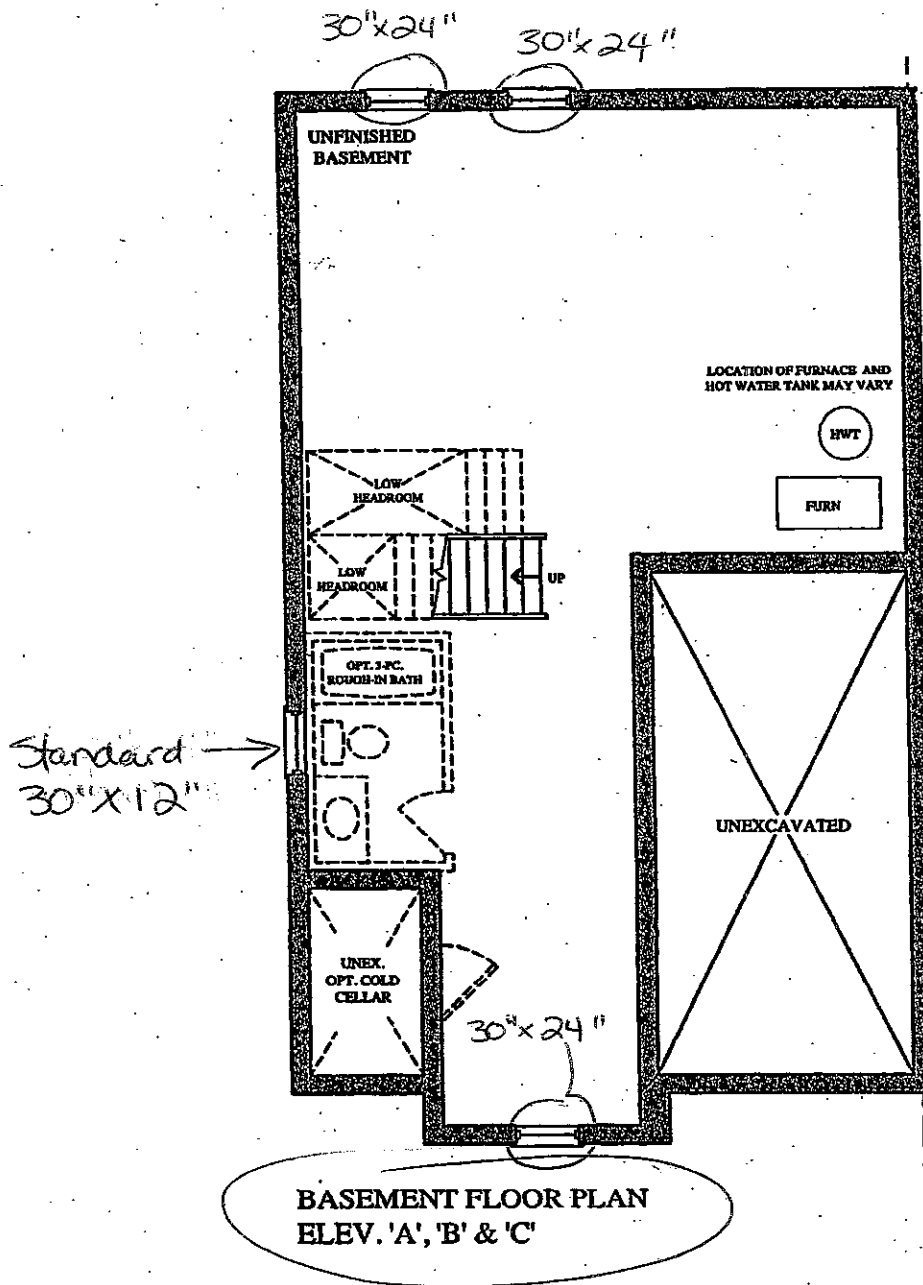 30"x24"
30"x24"
UNFINISHED
BASEMENT
LOCATION OF FURNACE AND
HOT WATER TANK MAY VARY
HWT
FURN
LOW
HEADROOM
LOW
HEADROOM
UP
OPT. 3-PC.
ROUGH-IN BATH
Standard
30"x12"
UNEXCAVATED
UNEX.
OPT. COLD
CELLAR
30"x24"
BASEMENT FLOOR PLAN
ELEV. 'A', 'B' & 'C'